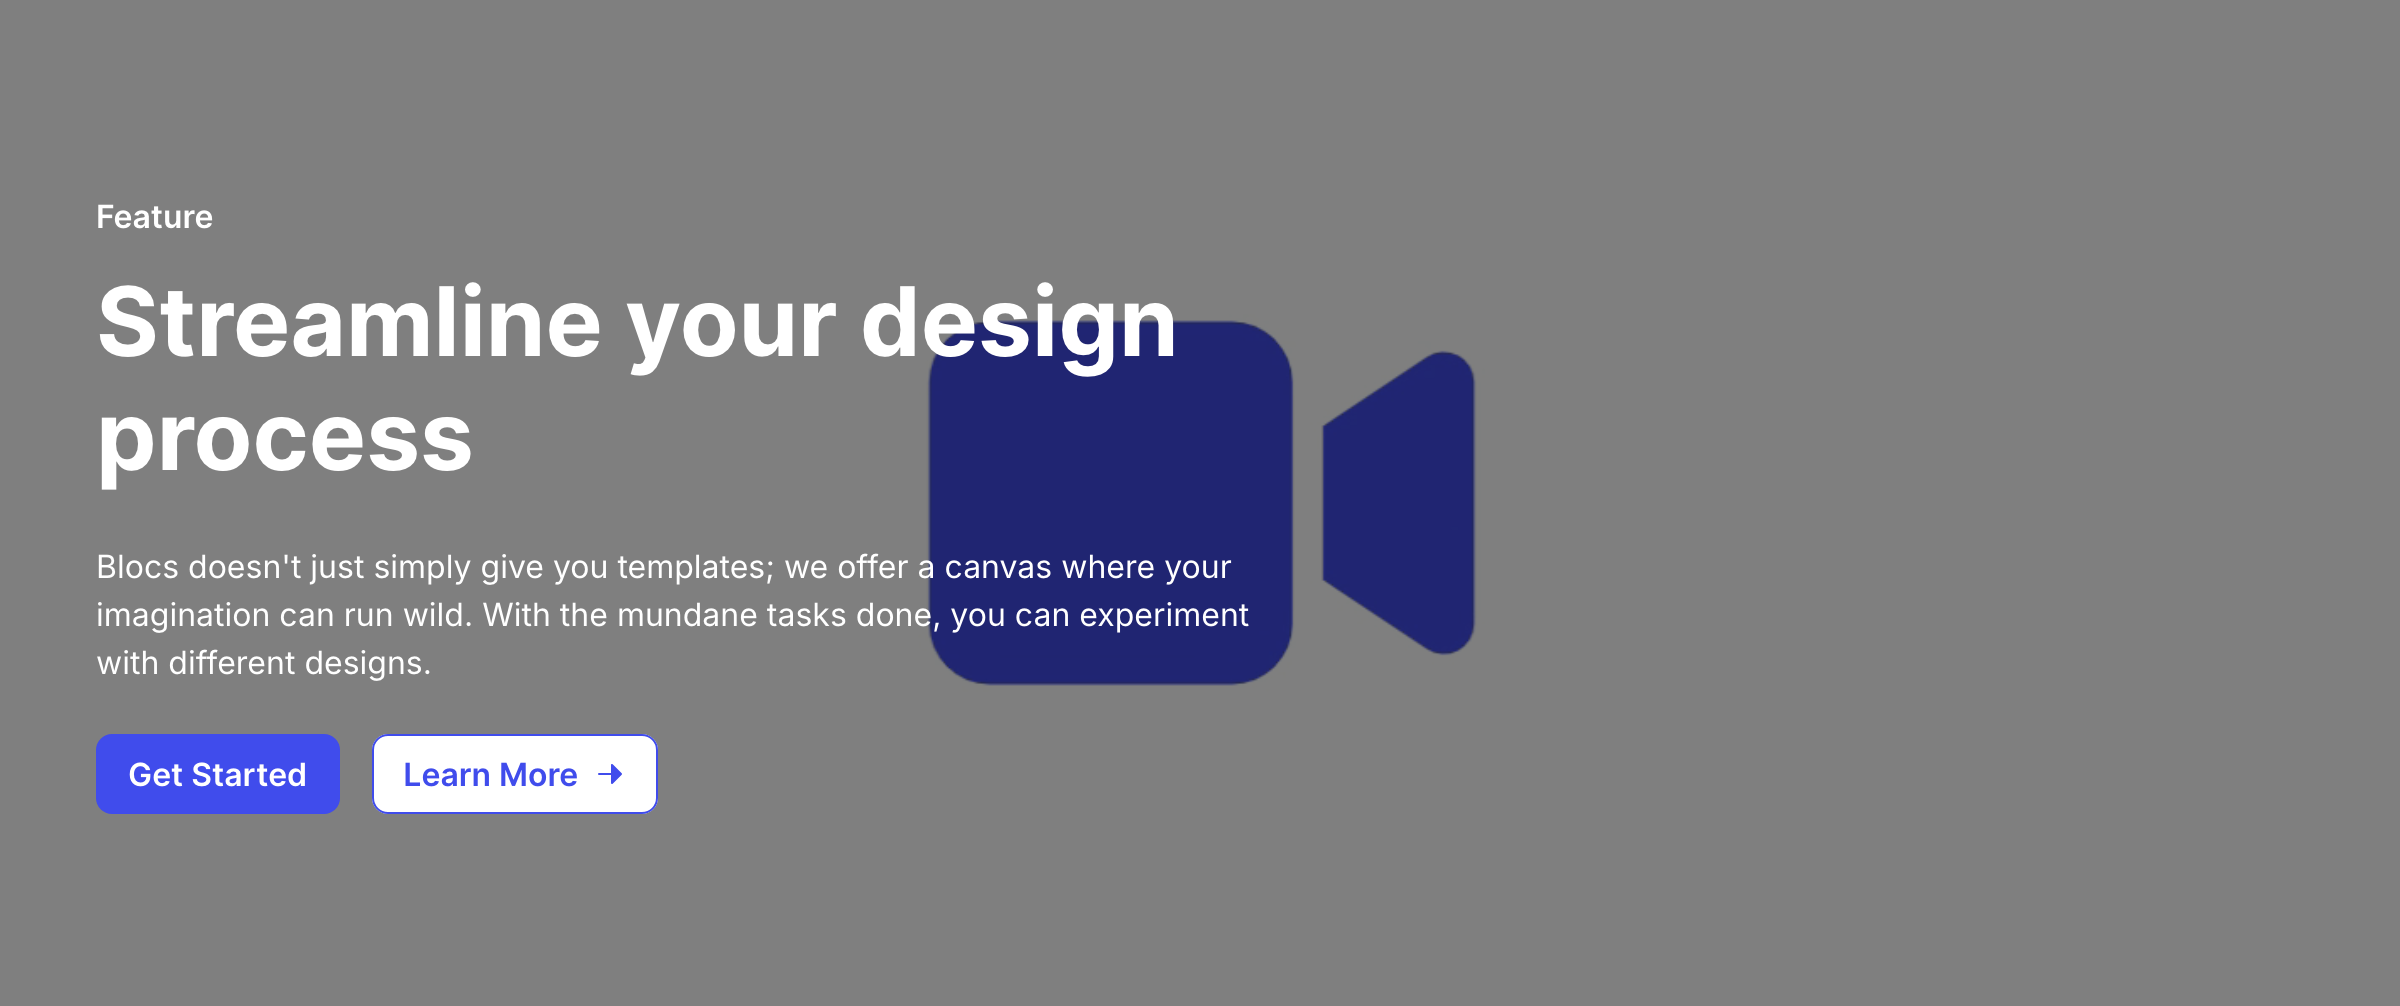 Feature
Streamline your design
process
Blocs doesn't just simply give you templates; we offer a canvas where your
imagination can run wild. With the mundane tasks done, you can experiment
with different designs.
Get Started
Learn More